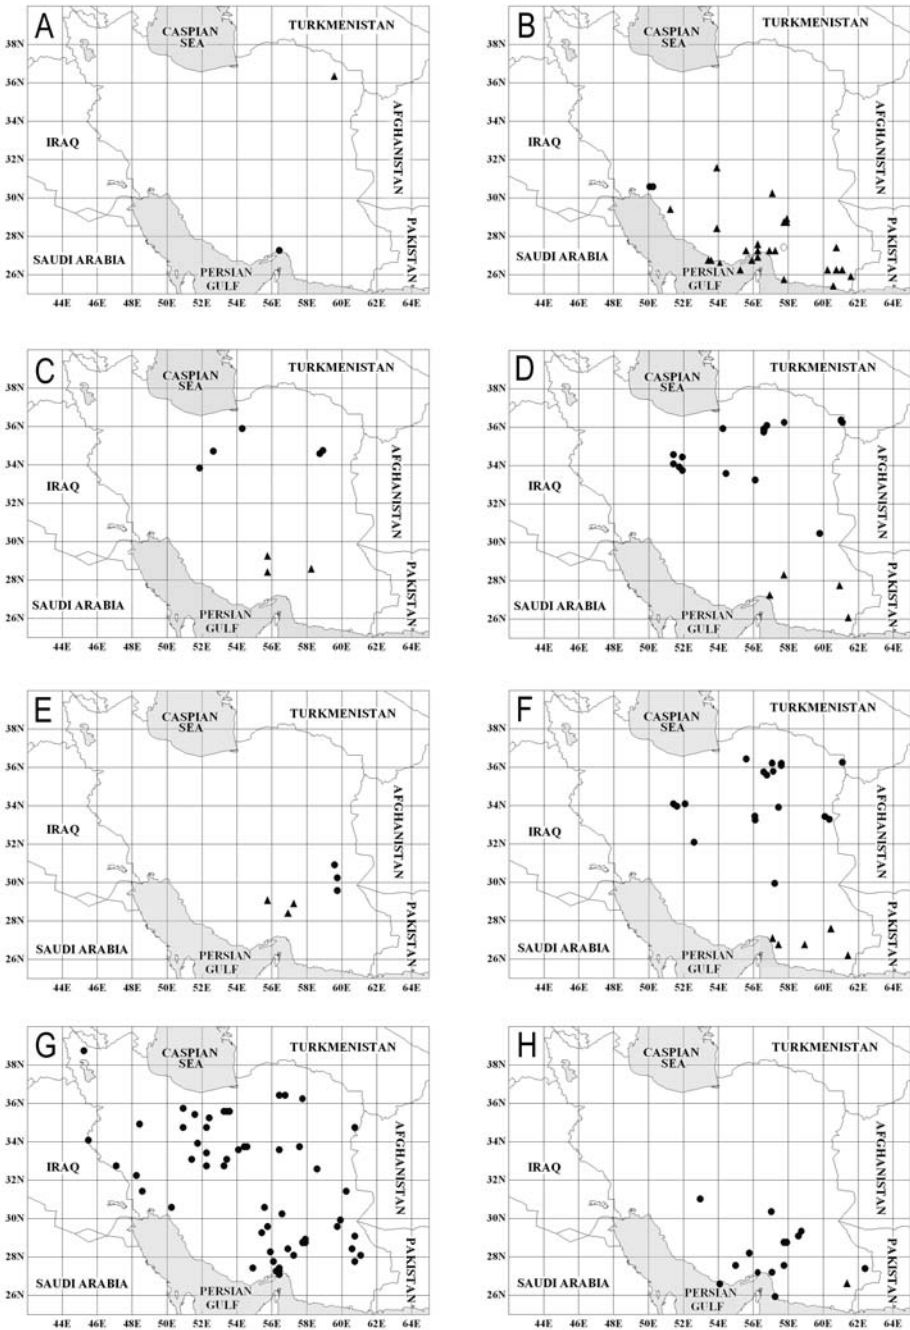 A
CASPIAN
SEA
TURKMENISTAN
38N
36N
34N
IRAQ
AFGHANISTAN
32N
30N
28N
PAKISTAN
SAUDI ARABIA
PERSIAN
GULF
26N
44E 46E 48E 50E 52E 54E 56E 58E 60E 62E 64E
B
CASPIAN
SEA
TURKMENISTAN
38N
36N
34N
IRAQ
AFGHANISTAN
32N
30N
28N
PAKISTAN
SAUDI ARABIA
PERSIAN
GULF
26N
44E 46E 48E 50E 52E 54E 56E 58E 60E 62E 64E
C
CASPIAN
SEA
TURKMENISTAN
38N
36N
34N
IRAQ
AFGHANISTAN
32N
30N
28N
PAKISTAN
SAUDI ARABIA
PERSIAN
GULF
26N
44E 46E 48E 50E 52E 54E 56E 58E 60E 62E 64E
D
CASPIAN
SEA
TURKMENISTAN
38N
36N
34N
IRAQ
AFGHANISTAN
32N
30N
28N
PAKISTAN
SAUDI ARABIA
PERSIAN
GULF
26N
44E 46E 48E 50E 52E 54E 56E 58E 60E 62E 64E
E
CASPIAN
SEA
TURKMENISTAN
38N
36N
34N
IRAQ
AFGHANISTAN
32N
30N
28N
PAKISTAN
SAUDI ARABIA
PERSIAN
GULF
26N
44E 46E 48E 50E 52E 54E 56E 58E 60E 62E 64E
F
CASPIAN
SEA
TURKMENISTAN
38N
36N
34N
IRAQ
AFGHANISTAN
32N
30N
28N
PAKISTAN
SAUDI ARABIA
PERSIAN
GULF
26N
44E 46E 48E 50E 52E 54E 56E 58E 60E 62E 64E
G
CASPIAN
SEA
TURKMENISTAN
38N
36N
34N
IRAQ
AFGHANISTAN
32N
30N
28N
PAKISTAN
SAUDI ARABIA
PERSIAN
GULF
26N
44E 46E 48E 50E 52E 54E 56E 58E 60E 62E 64E
H
CASPIAN
SEA
TURKMENISTAN
38N
36N
34N
IRAQ
AFGHANISTAN
32N
30N
28N
PAKISTAN
SAUDI ARABIA
PERSIAN
GULF
26N
44E 46E 48E 50E 52E 54E 56E 58E 60E 62E 64E